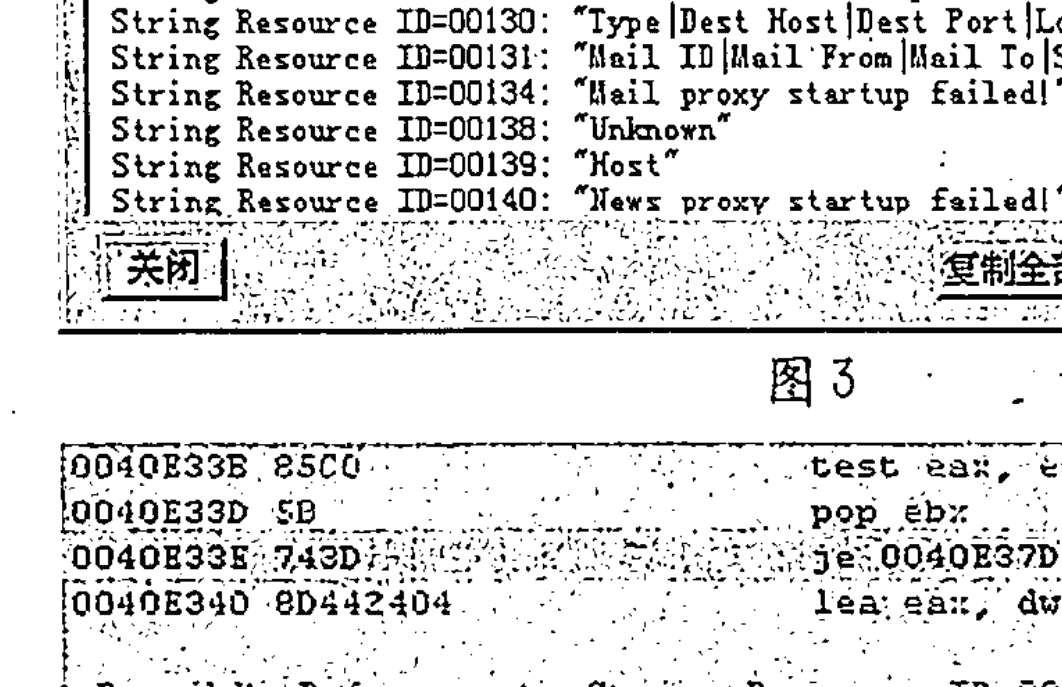 String Resource ID=00130: "Type|Dest Host|Dest Port|Lo
String Resource ID=00131: "Mail ID|Mail From|Mail To|S
String Resource ID=00134: "Mail proxy startup failed!"
String Resource ID=00138: "Unknown"
String Resource ID=00139: "Host"
String Resource ID=00140: "News proxy startup failed!"
关闭 复制全
图 3
0040E33B 85C0 test eax, e
0040E33D 5B pop ebx
0040E33E 743D je 0040E37D
0040E340 8D442404 lea eax, dw